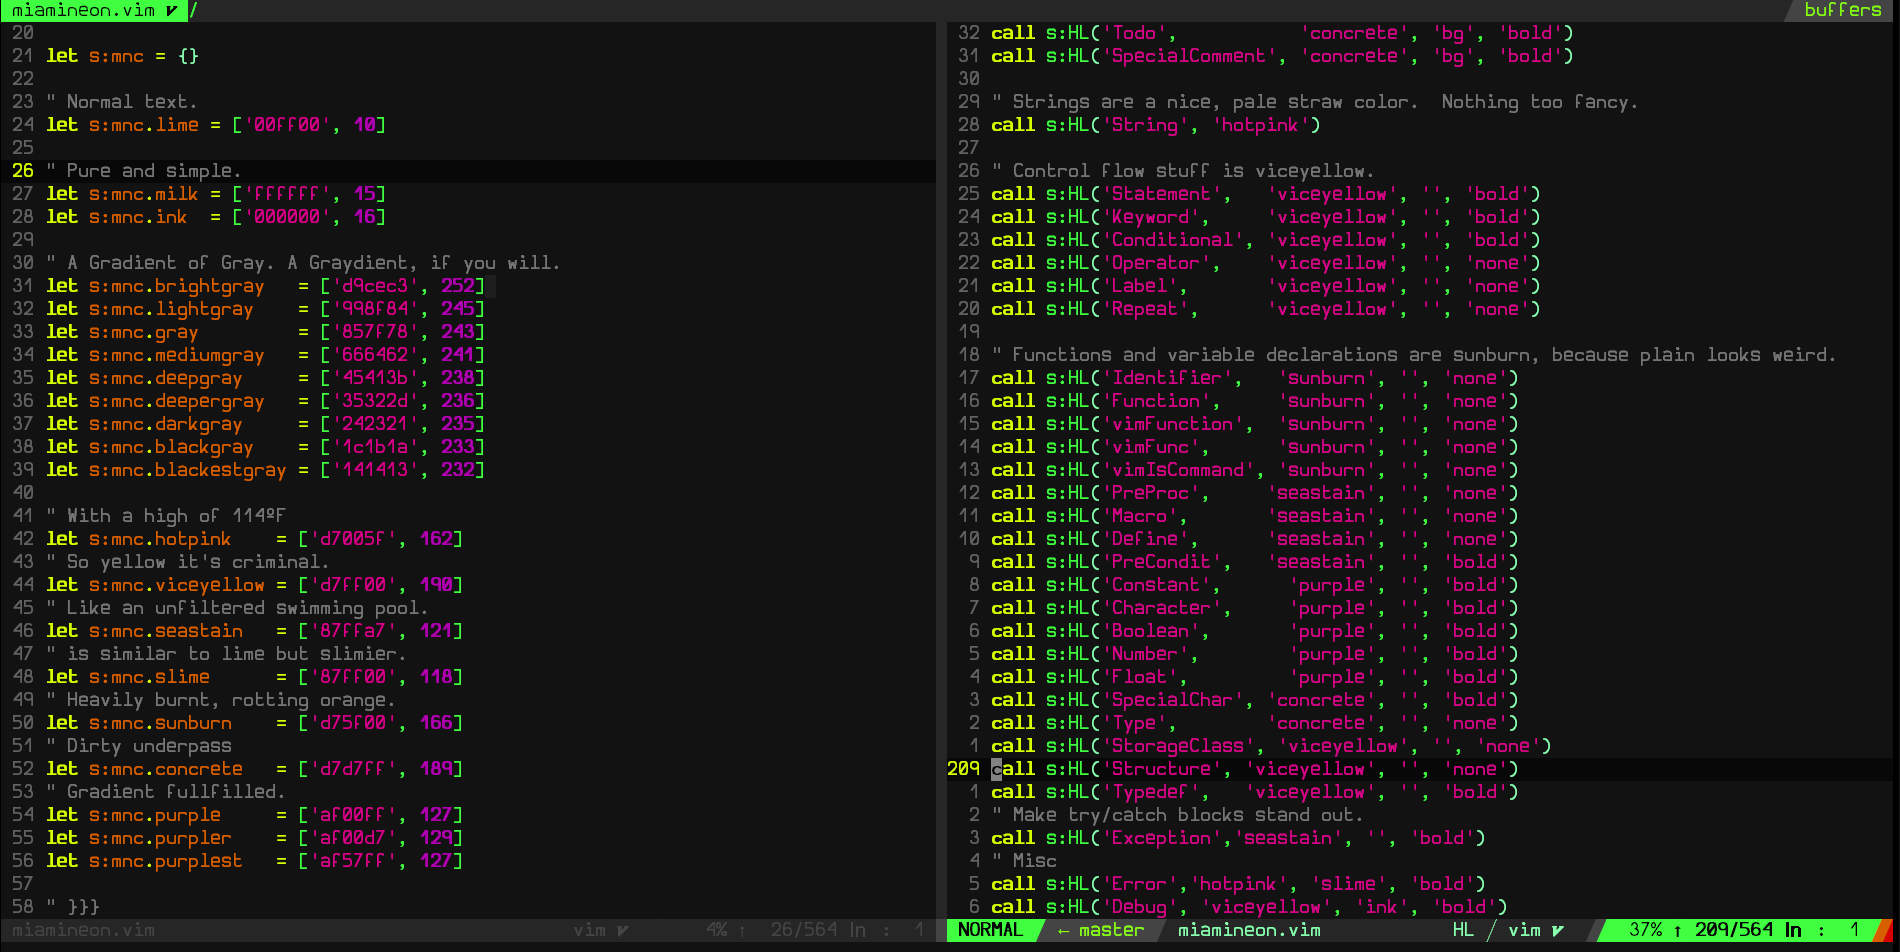 miamineon.vim v /
buffers
20
21 let s:mnc = {}
22
23 " Normal text.
24 let s:mnc.lime = ['00ff00', 10]
25
26 " Pure and simple.
27 let s:mnc.milk = ['ffffff', 15]
28 let s:mnc.ink  = ['000000', 16]
29
30 " A Gradient of Gray. A Graydient, if you will.
31 let s:mnc.brightgray   = ['d9cec3', 252]
32 let s:mnc.lightgray    = ['998f84', 245]
33 let s:mnc.gray         = ['857f78', 243]
34 let s:mnc.mediumgray   = ['666462', 241]
35 let s:mnc.deepgray     = ['45413b', 238]
36 let s:mnc.deepergray   = ['35322d', 236]
37 let s:mnc.darkgray     = ['242321', 235]
38 let s:mnc.blackgray    = ['1c1b1a', 233]
39 let s:mnc.blackestgray = ['141413', 232]
40
41 " With a high of 114ºF
42 let s:mnc.hotpink    = ['d7005f', 162]
43 " So yellow it's criminal.
44 let s:mnc.viceyellow = ['d7ff00', 190]
45 " Like an unfiltered swimming pool.
46 let s:mnc.seastain   = ['87ffa7', 121]
47 " is similar to lime but slimier.
48 let s:mnc.slime      = ['87ff00', 118]
49 " Heavily burnt, rotting orange.
50 let s:mnc.sunburn    = ['d75f00', 166]
51 " Dirty underpass
52 let s:mnc.concrete   = ['d7d7ff', 189]
53 " Gradient fullfilled.
54 let s:mnc.purple     = ['af00ff', 127]
55 let s:mnc.purpler    = ['af00d7', 129]
56 let s:mnc.purplest   = ['af57ff', 127]
57
58 " }}}
miamineon.vim vim v 4% ↑ 26/564 ln : 1
32 call s:HL('Todo',           'concrete', 'bg', 'bold')
31 call s:HL('SpecialComment', 'concrete', 'bg', 'bold')
30
29 " Strings are a nice, pale straw color.  Nothing too fancy.
28 call s:HL('String', 'hotpink')
27
26 " Control flow stuff is viceyellow.
25 call s:HL('Statement',   'viceyellow', '', 'bold')
24 call s:HL('Keyword',     'viceyellow', '', 'bold')
23 call s:HL('Conditional', 'viceyellow', '', 'bold')
22 call s:HL('Operator',    'viceyellow', '', 'none')
21 call s:HL('Label',       'viceyellow', '', 'none')
20 call s:HL('Repeat',      'viceyellow', '', 'none')
19
18 " Functions and variable declarations are sunburn, because plain looks weird.
17 call s:HL('Identifier',   'sunburn', '', 'none')
16 call s:HL('Function',     'sunburn', '', 'none')
15 call s:HL('vimFunction',  'sunburn', '', 'none')
14 call s:HL('vimFunc',      'sunburn', '', 'none')
13 call s:HL('vimIsCommand', 'sunburn', '', 'none')
12 call s:HL('PreProc',     'seastain', '', 'none')
11 call s:HL('Macro',       'seastain', '', 'none')
10 call s:HL('Define',      'seastain', '', 'none')
9 call s:HL('PreCondit',   'seastain', '', 'bold')
8 call s:HL('Constant',      'purple', '', 'bold')
7 call s:HL('Character',     'purple', '', 'bold')
6 call s:HL('Boolean',       'purple', '', 'bold')
5 call s:HL('Number',        'purple', '', 'bold')
4 call s:HL('Float',         'purple', '', 'bold')
3 call s:HL('SpecialChar', 'concrete', '', 'bold')
2 call s:HL('Type',        'concrete', '', 'none')
1 call s:HL('StorageClass', 'viceyellow', '', 'none')
209 call s:HL('Structure', 'viceyellow', '', 'none')
1 call s:HL('Typedef',   'viceyellow', '', 'bold')
2 " Make try/catch blocks stand out.
3 call s:HL('Exception','seastain', '', 'bold')
4 " Misc
5 call s:HL('Error','hotpink', 'slime', 'bold')
6 call s:HL('Debug', 'viceyellow', 'ink', 'bold')
NORMAL ← master miamineon.vim HL / vim v 37% ↑ 209/564 ln : 1